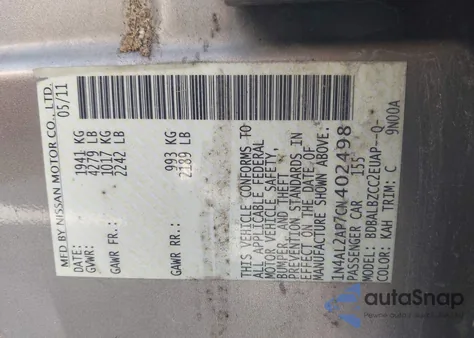 MFD BY NISSAN MOTOR CO., LTD.
05/11
GVWR: 1941 KG
4279 LB
GAWR FR.: 1017 KG
2242 LB
GAWR RR.: 993 KG
2189 LB
THIS VEHICLE CONFORMS TO
ALL APPLICABLE FEDERAL
MOTOR VEHICLE SAFETY,
BUMPER, AND THEFT
PREVENTION STANDARDS IN
EFFECT ON THE DATE OF
MANUFACTURE SHOWN ABOVE.
1N4AL2AP7CN402498
PASSENGER CAR 155
MODEL: BDBALBZCC2EUAP--Q-
COLOR: KAH TRIM: C 9N00A
autoSnap